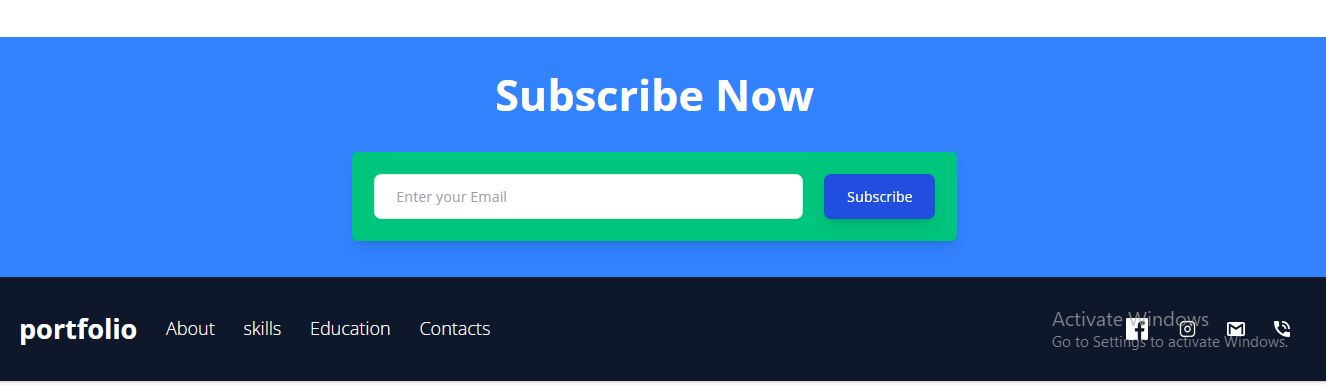 Subscribe Now
Enter your Email
Subscribe
portfolio About skills Education Contacts
Activate Windows
Go to Settings to activate Windows.